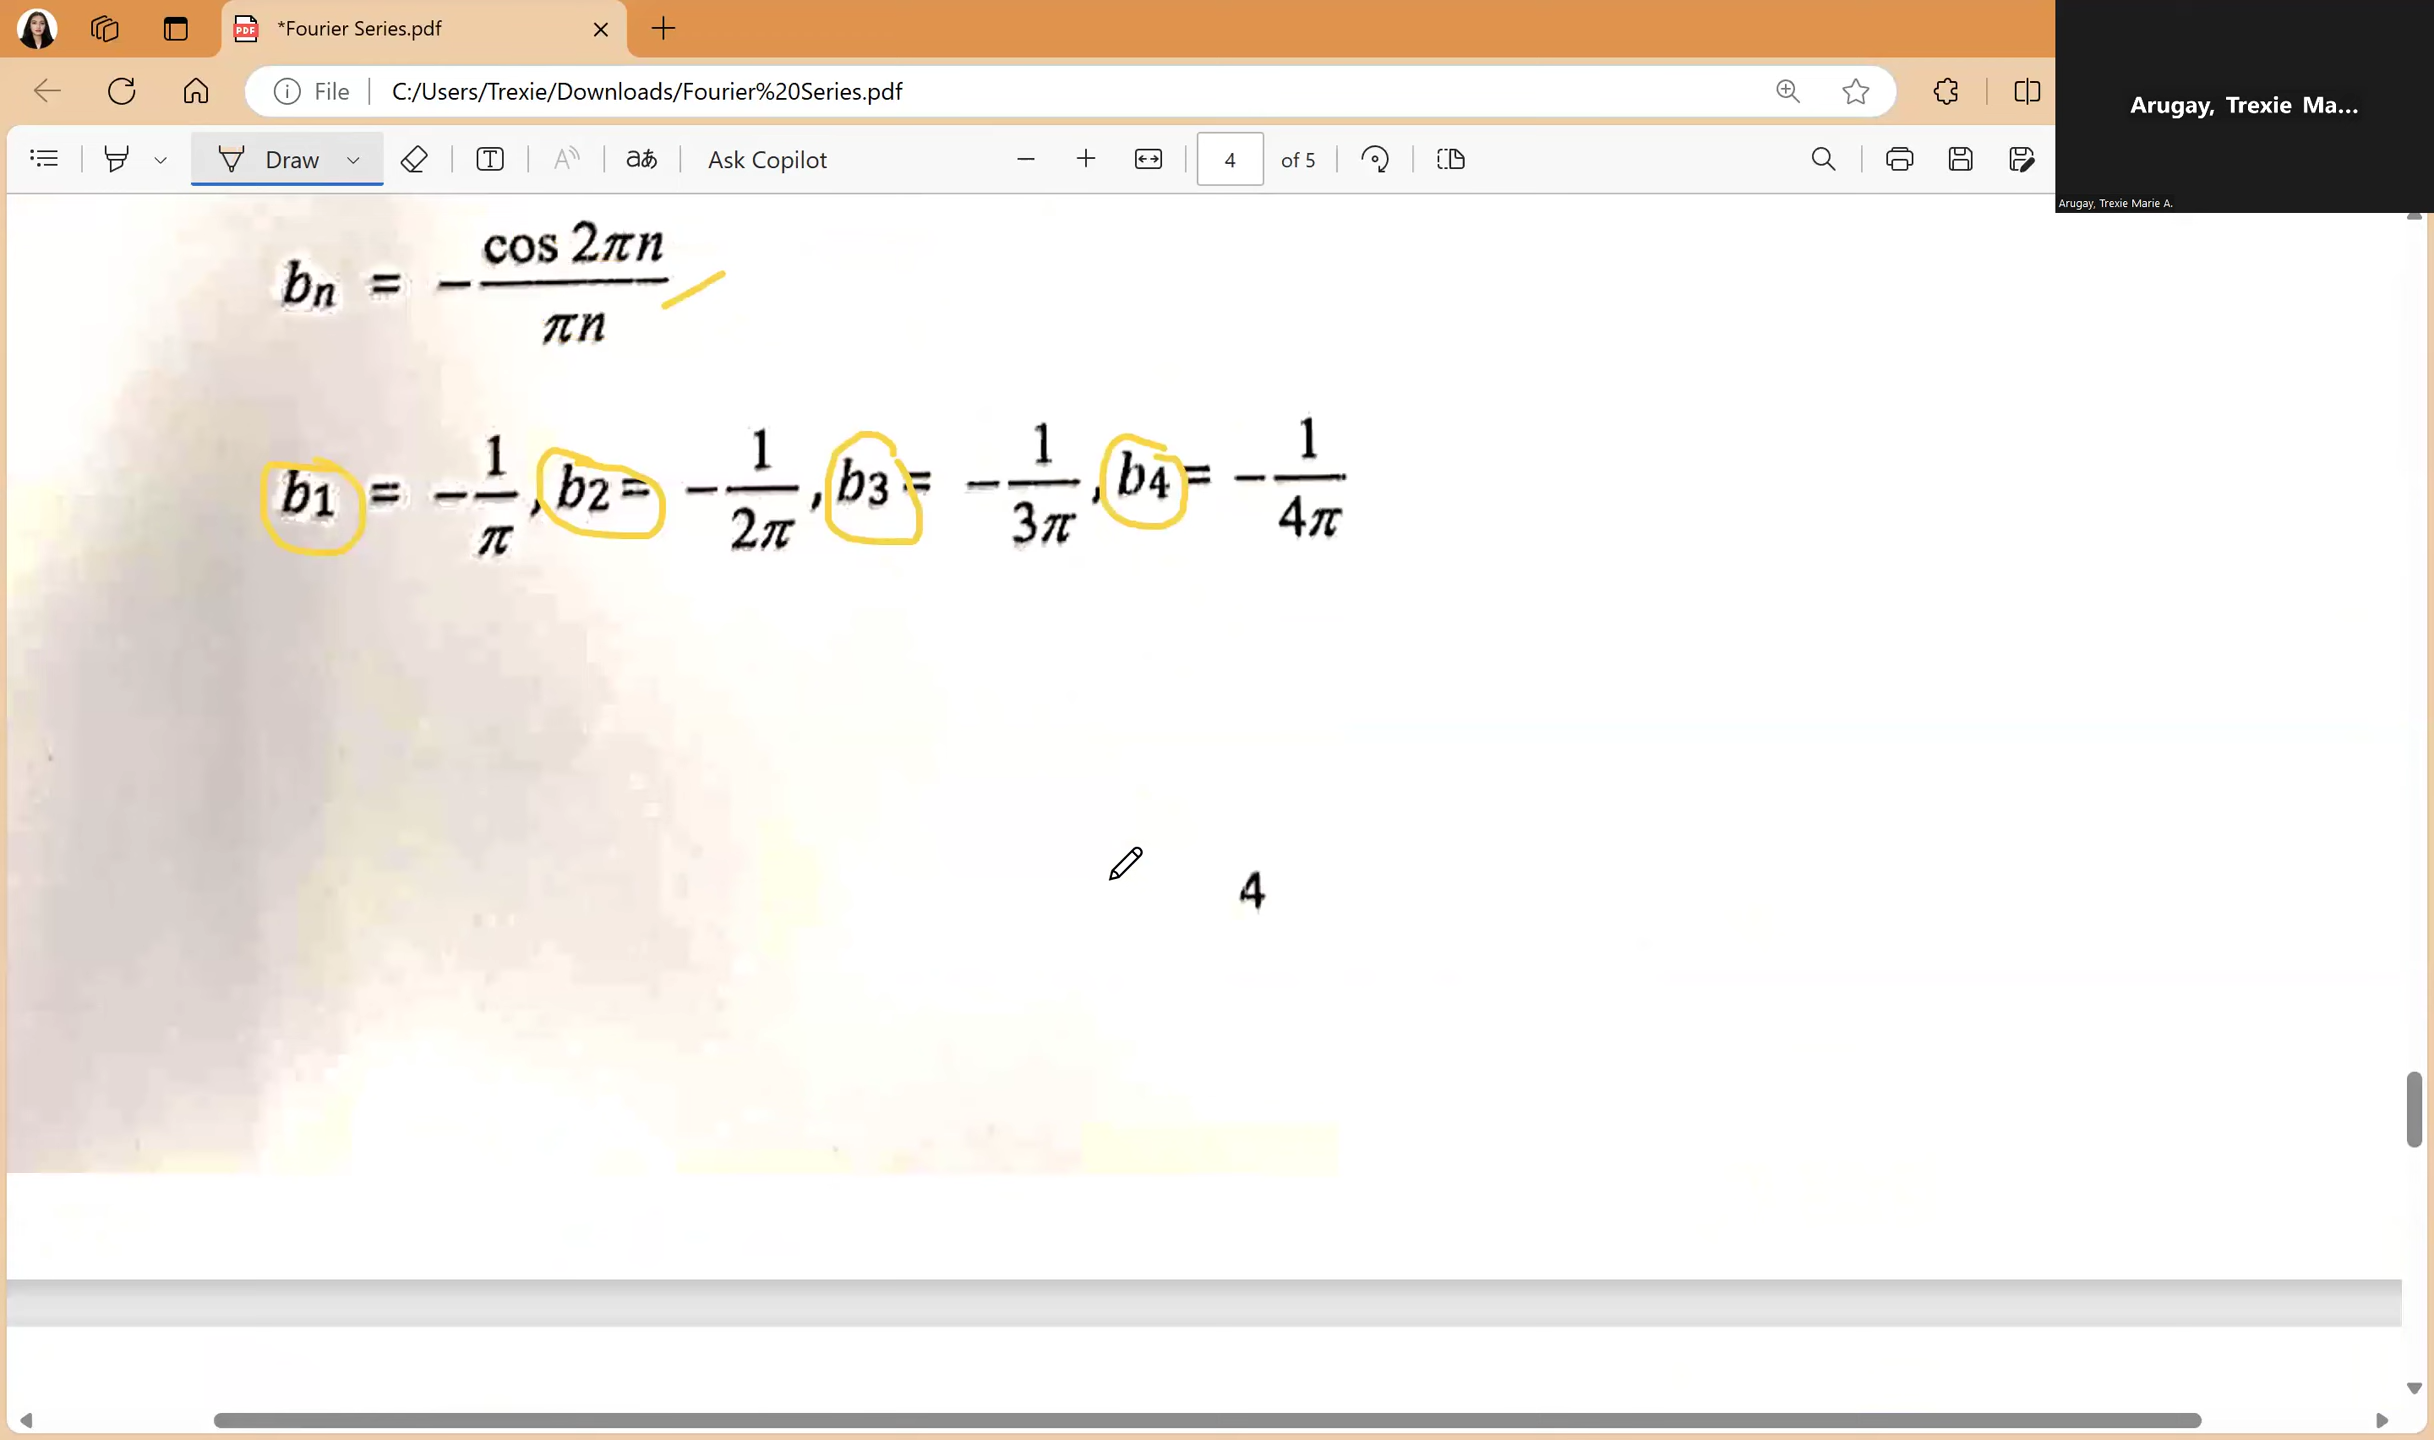 *Fourier Series.pdf
File C:/Users/Trexie/Downloads/Fourier%20Series.pdf
Arugay, Trexie Ma...
Draw T aあ Ask Copilot 4 of 5
Arugay, Trexie Marie A.
bn = - cos 2πn / πn
b1 = - 1/π , b2 = - 1/2π , b3 = - 1/3π , b4 = - 1/4π
4